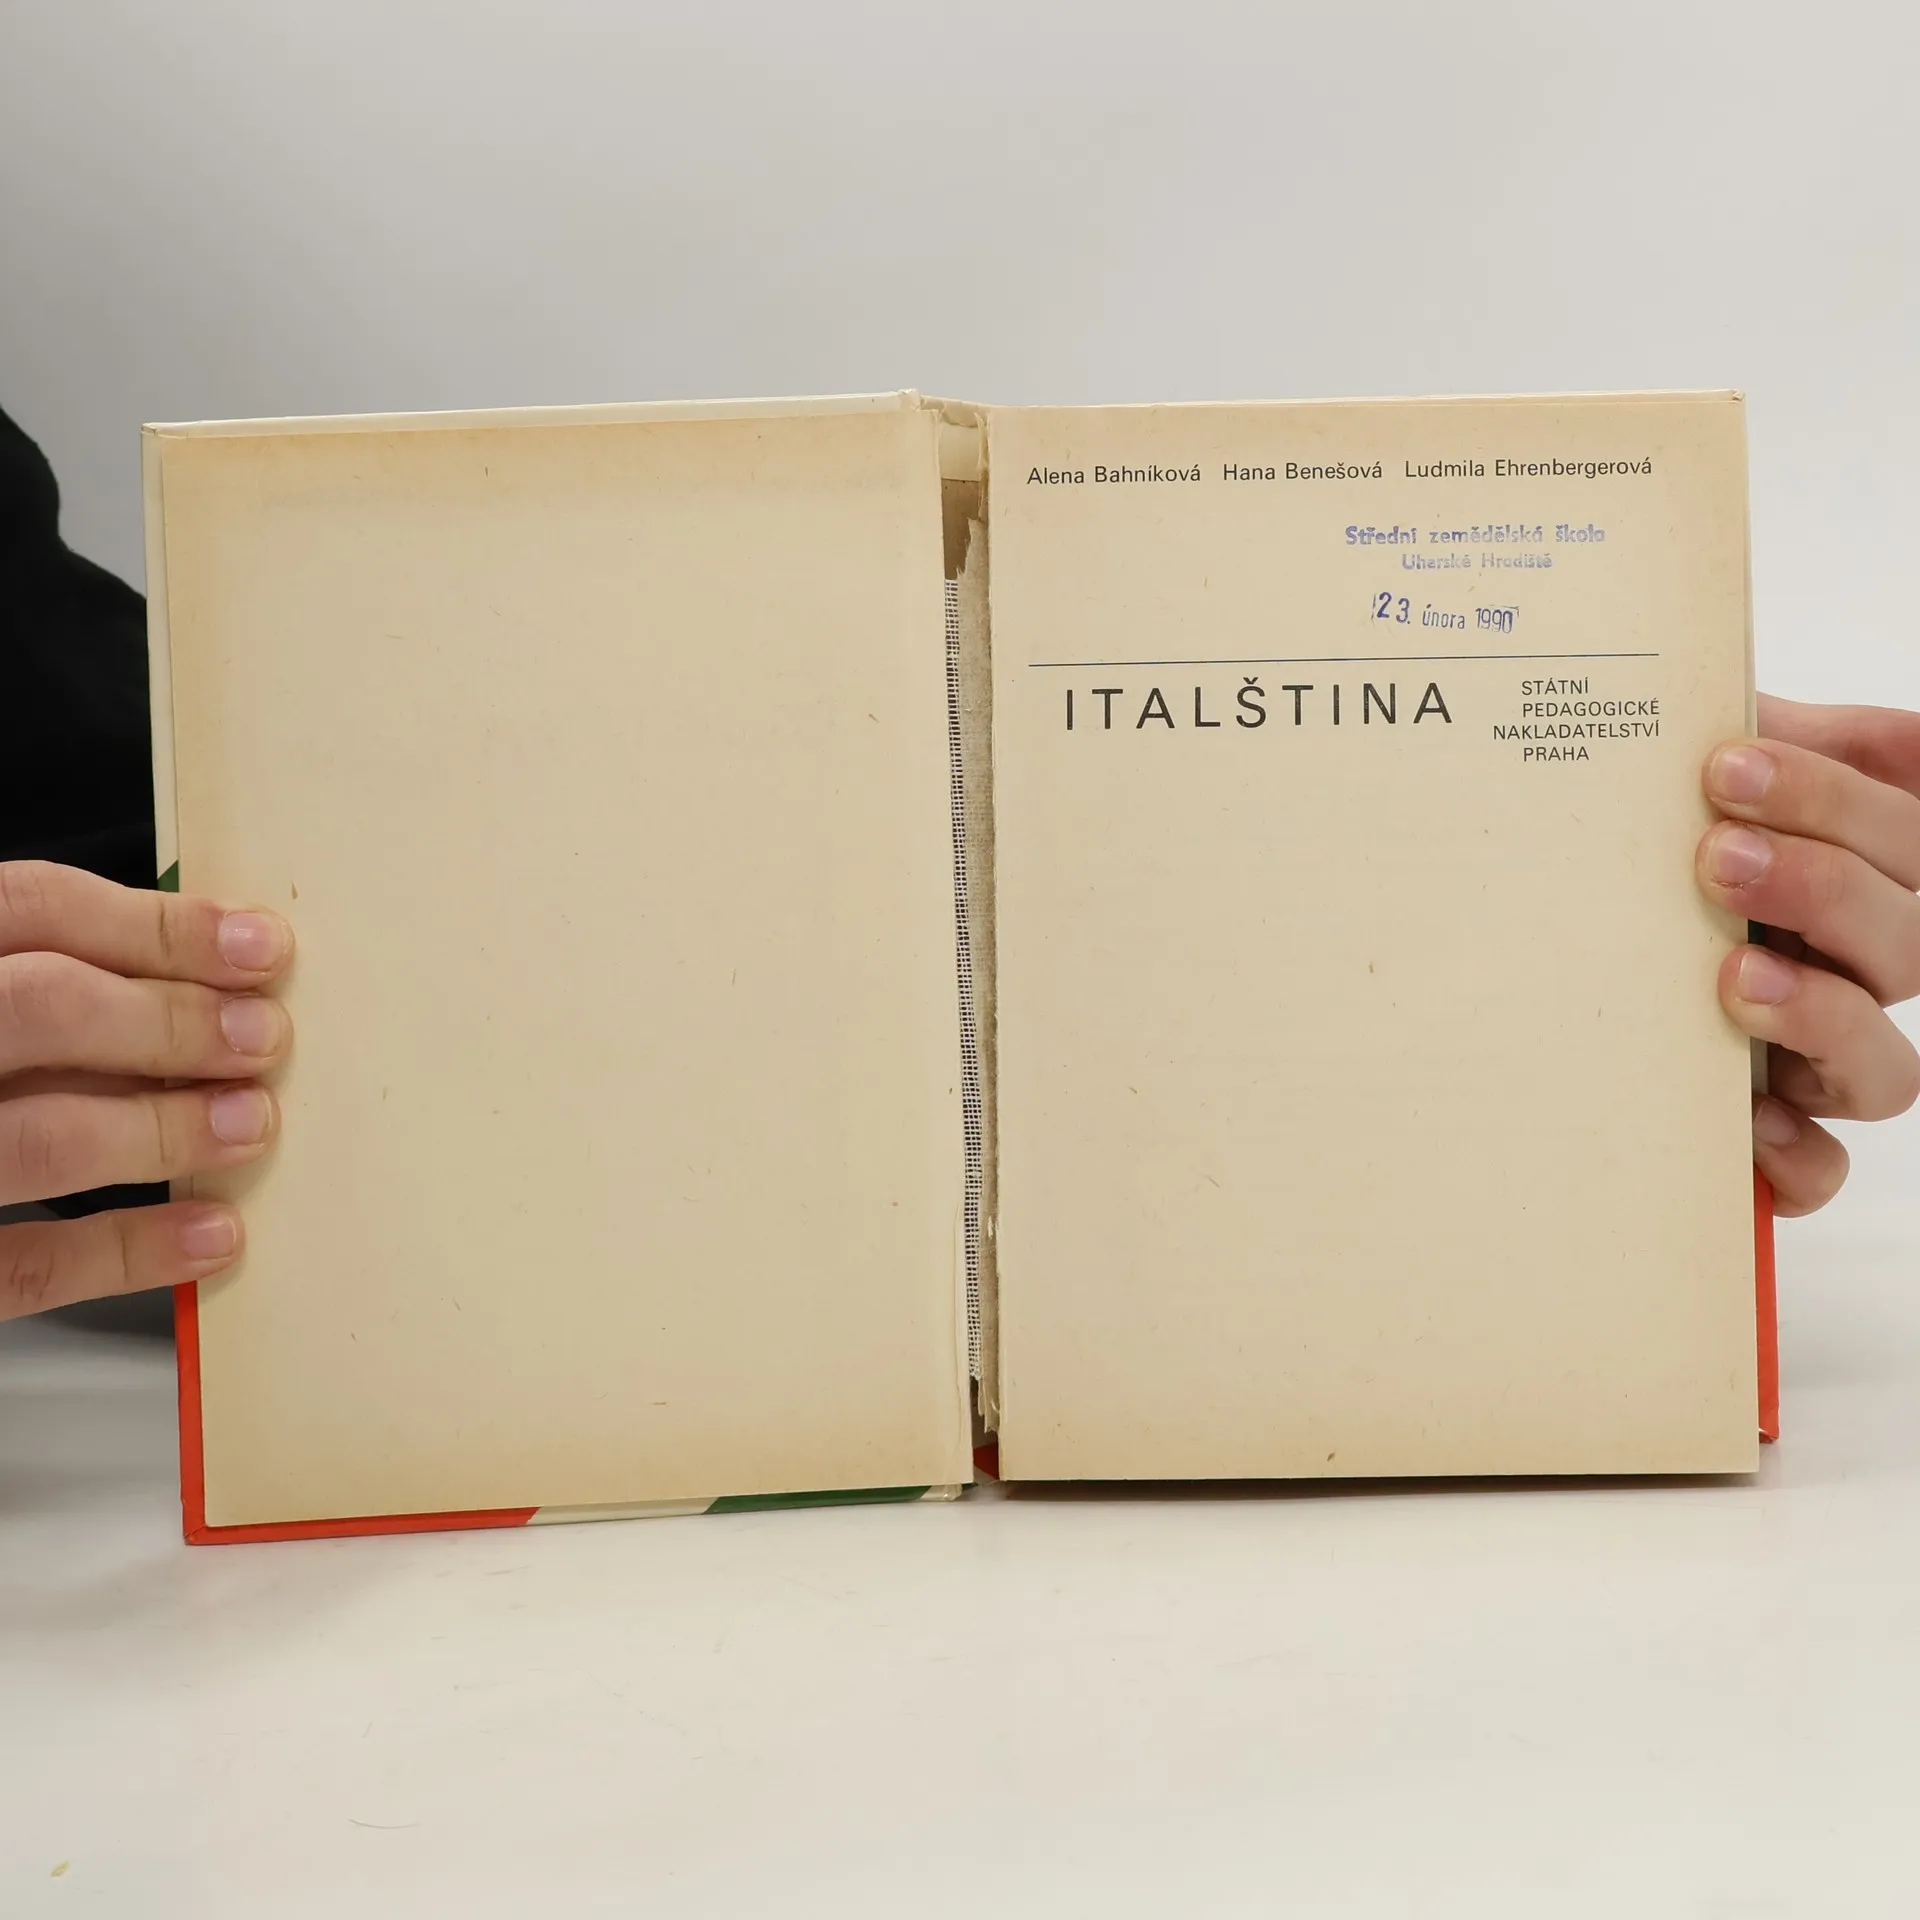 Alena Bahníková Hana Benešová Ludmila Ehrenbergerová
Střední zemědělská škola
Uherské Hradiště
23. února 1990
ITALŠTINA
STÁTNÍ
PEDAGOGICKÉ
NAKLADATELSTVÍ
PRAHA